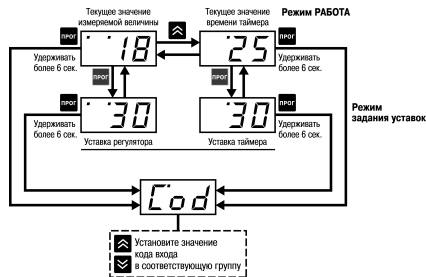 Текущее значение
измеряемой величины
Текущее значение
времени таймера
Режим РАБОТА
ПРОГ
Удерживать
более 6 сек.
18
25
ПРОГ
Удерживать
более 6 сек.
ПРОГ
ПРОГ
ПРОГ
Удерживать
более 6 сек.
30
30
ПРОГ
Удерживать
более 6 сек.
Режим
задания уставок
Уставка регулятора
Уставка таймера
Cod
Установите значение
кода входа
в соответствующую группу